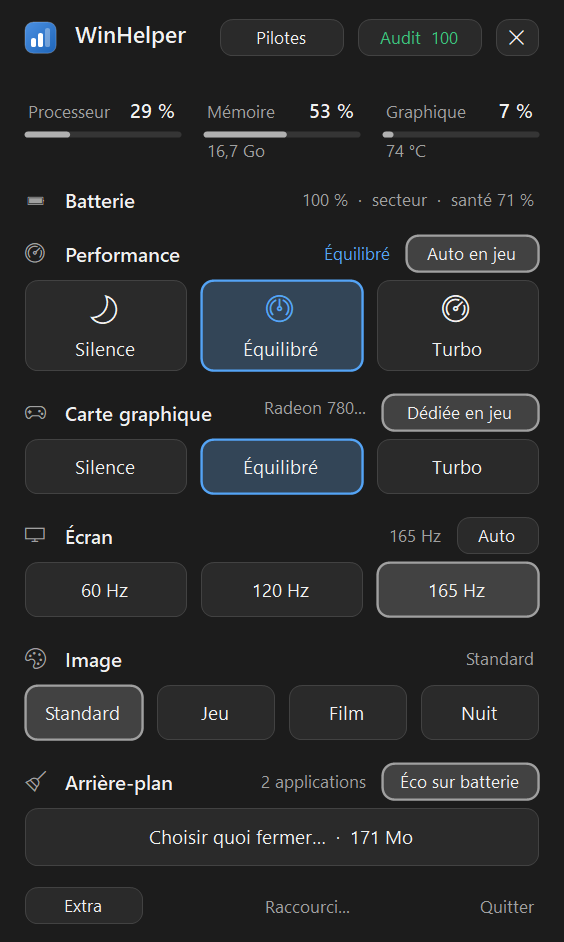 WinHelper Pilotes Audit 100
Processeur 29 % Mémoire 53 % Graphique 7 %
16,7 Go 74 °C
Batterie 100 % · secteur · santé 71 %
Performance Équilibré Auto en jeu
Silence Équilibré Turbo
Carte graphique Radeon 780... Dédiée en jeu
Silence Équilibré Turbo
Écran 165 Hz Auto
60 Hz 120 Hz 165 Hz
Image Standard
Standard Jeu Film Nuit
Arrière-plan 2 applications Éco sur batterie
Choisir quoi fermer... · 171 Mo
Extra Raccourci... Quitter